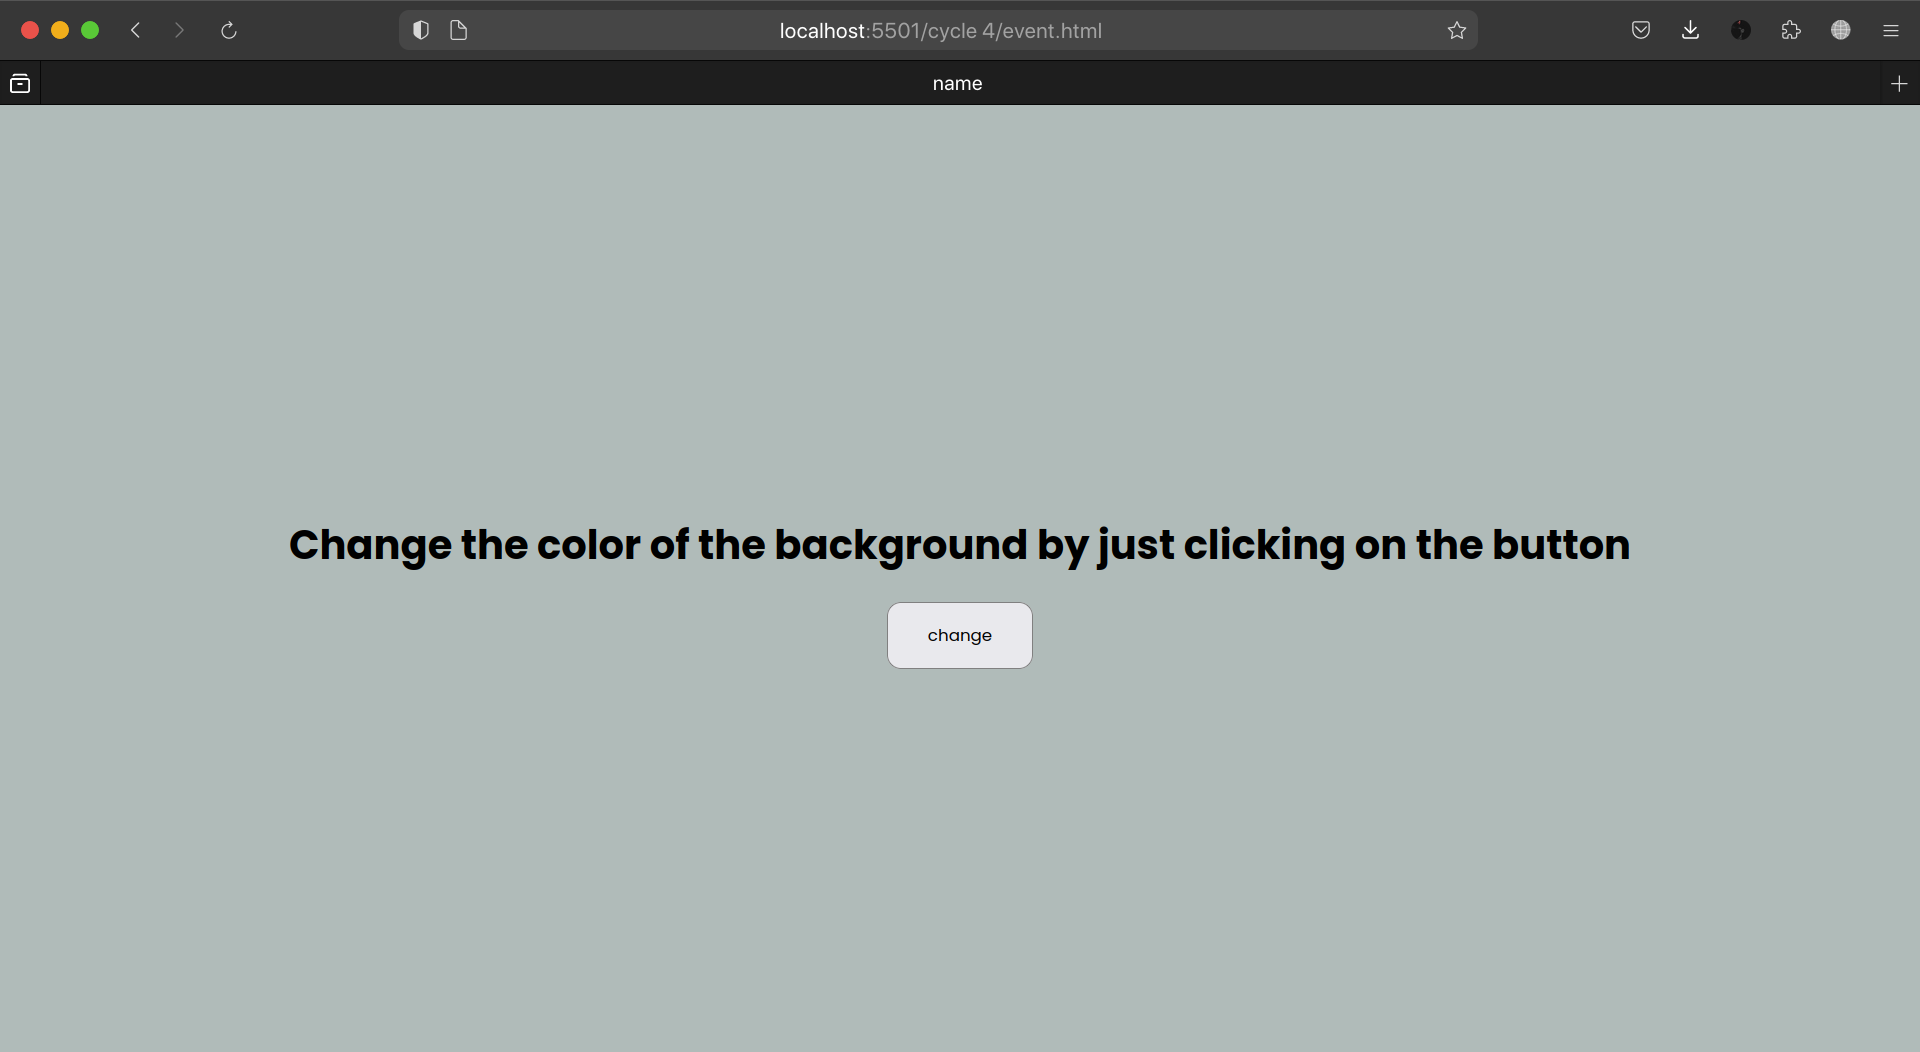 localhost:5501/cycle 4/event.html
name
Change the color of the background by just clicking on the button
change